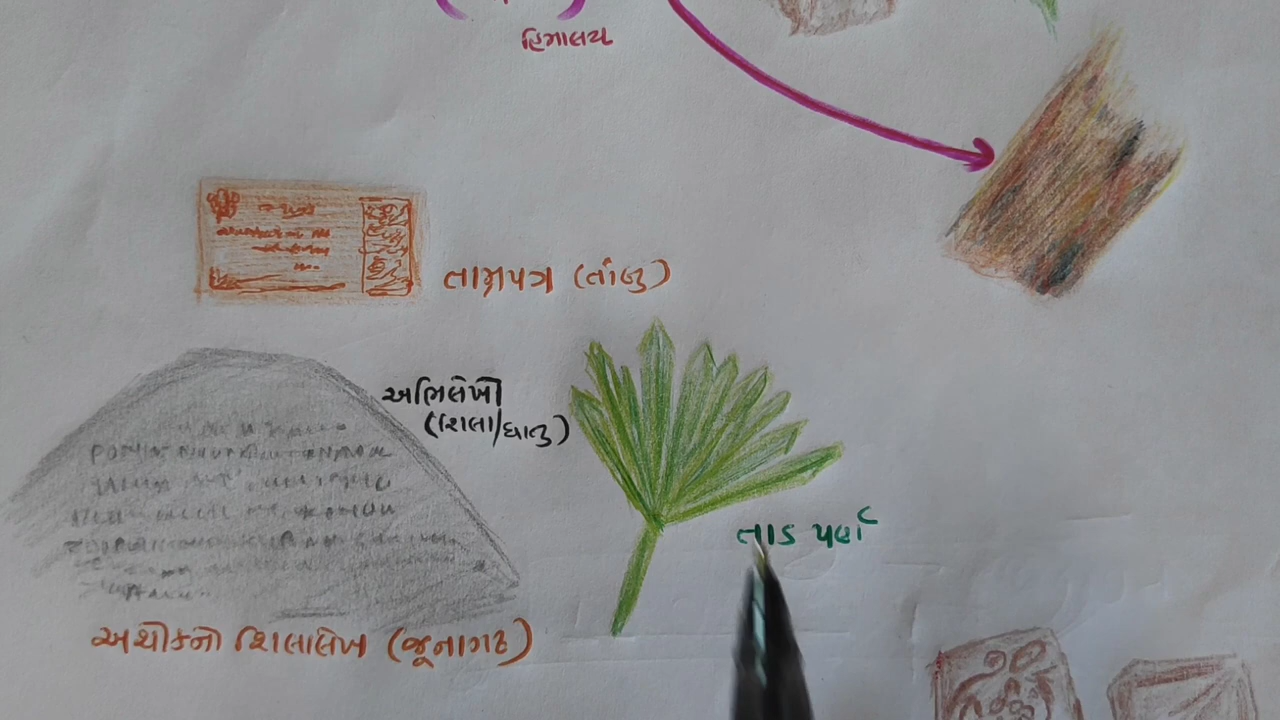 હિમાલય
તામ્રપત્ર (તાંબુ)
અભિલેખો
(શિલા/ધાતુ)
તાડ પર્ણ
અશોકનો શિલાલેખ (જૂનાગઢ)